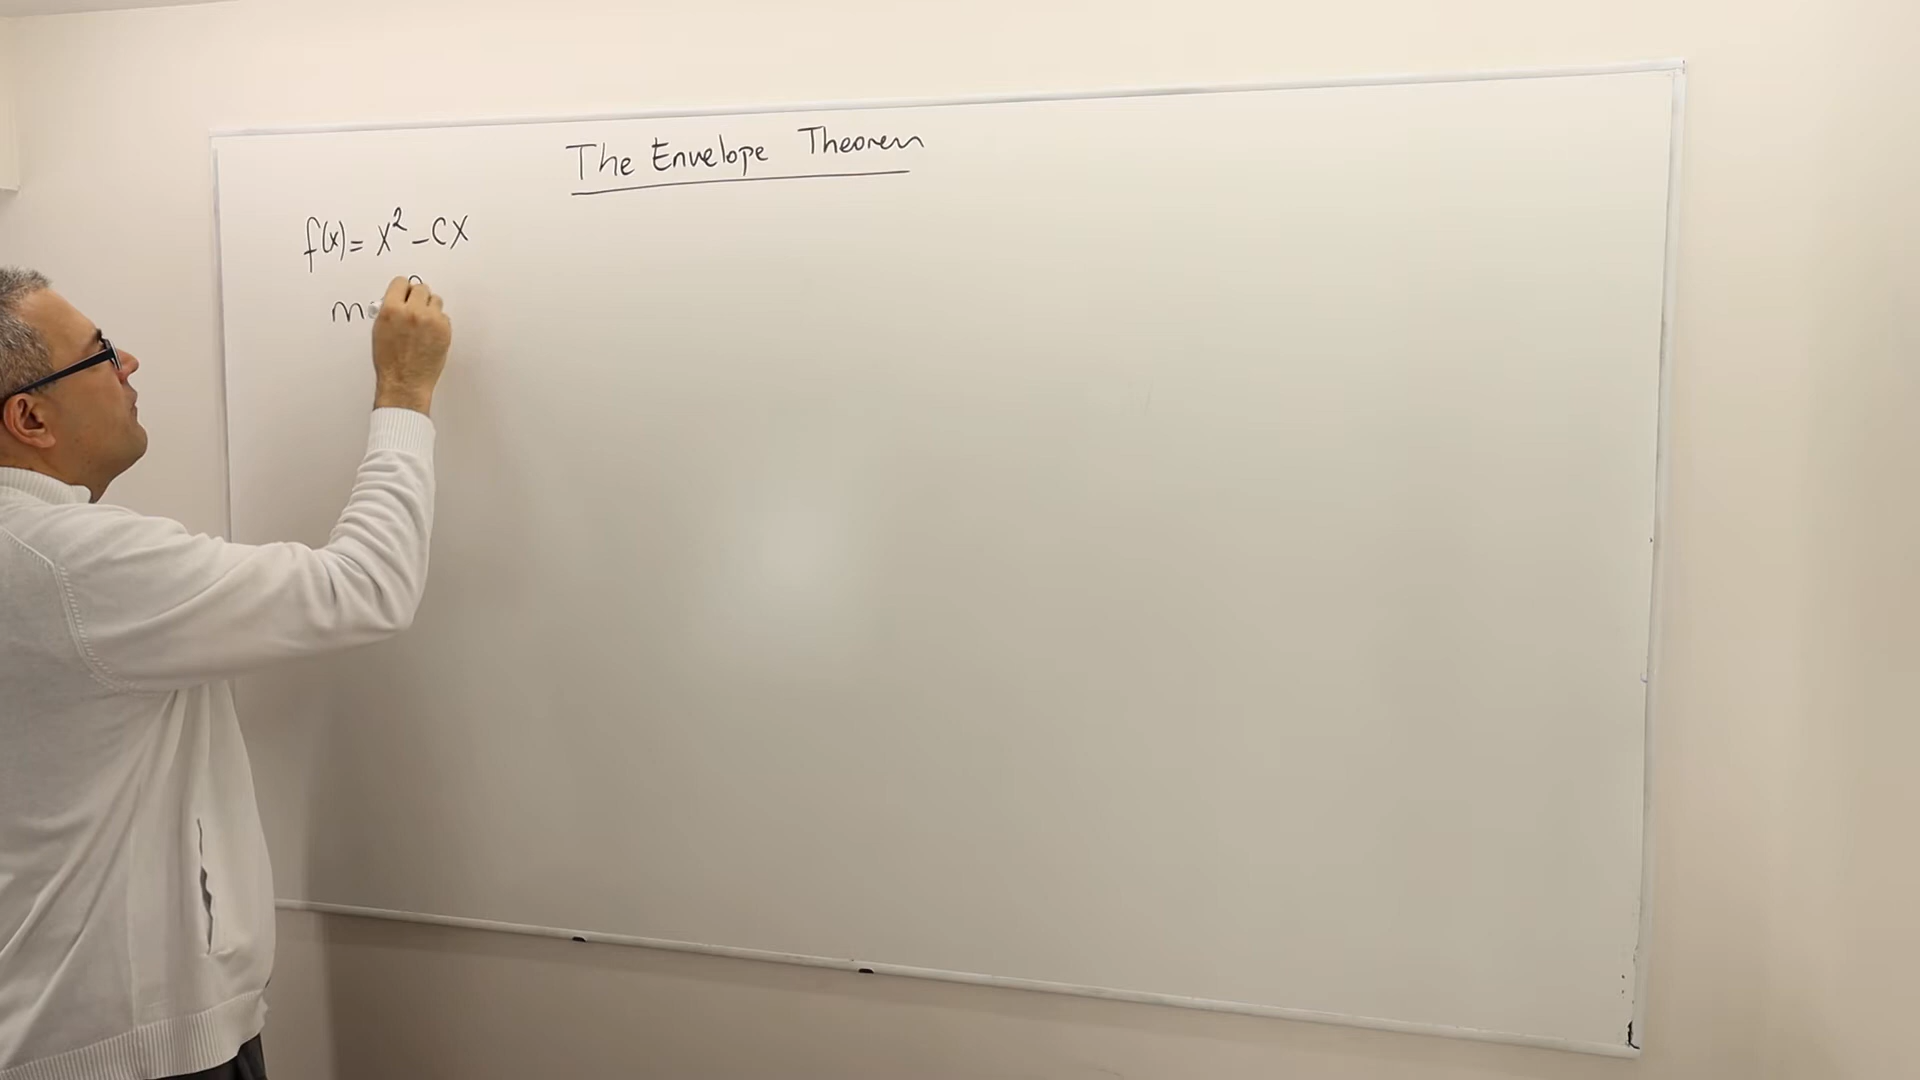 The Envelope Theorem
f(x) = x² - cx